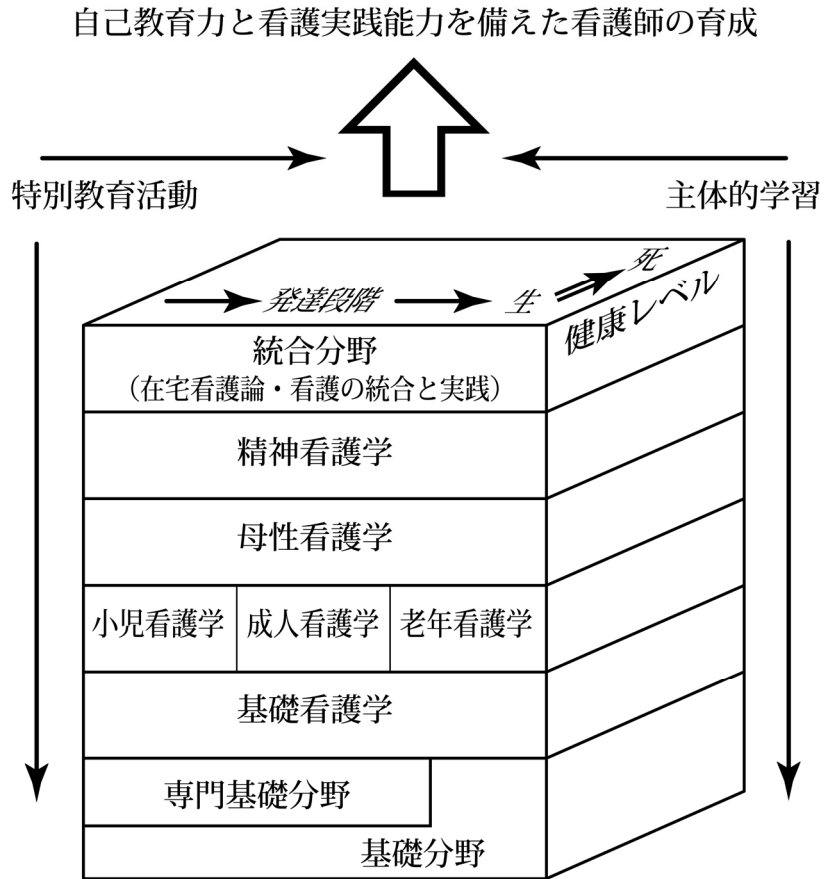 自己教育力と看護実践能力を備えた看護師の育成
特別教育活動
主体的学習
発達段階
生
死
健康レベル
統合分野
（在宅看護論・看護の統合と実践）
精神看護学
母性看護学
小児看護学
成人看護学
老年看護学
基礎看護学
専門基礎分野
基礎分野